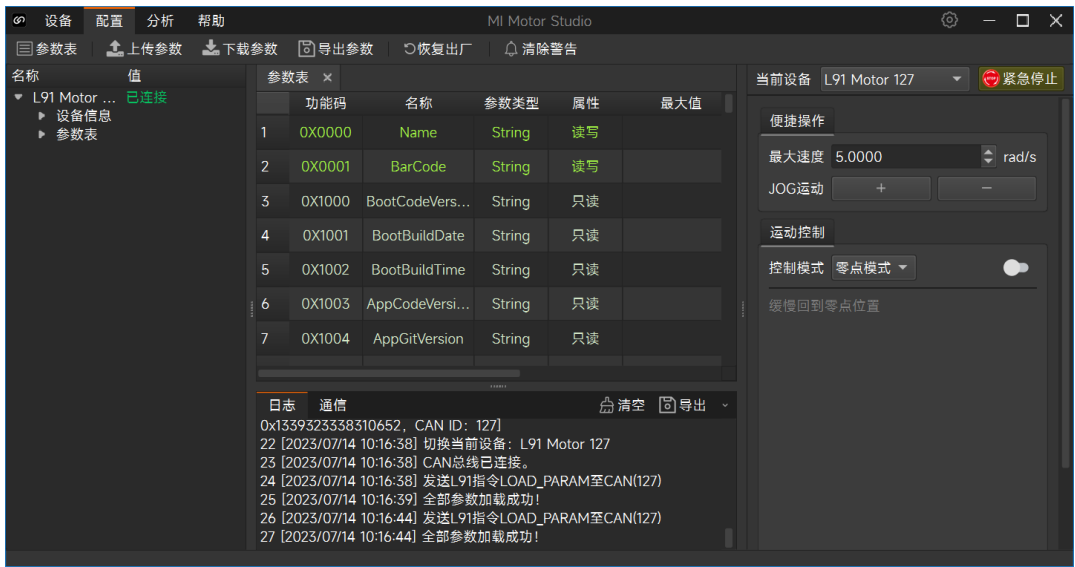 设备 配置 分析 帮助 MI Motor Studio
参数表 上传参数 下载参数 导出参数 恢复出厂 清除警告
名称 值
L91 Motor ... 已连接
设备信息
参数表
参数表 ×
功能码 名称 参数类型 属性 最大值
1 0X0000 Name String 读写
2 0X0001 BarCode String 读写
3 0X1000 BootCodeVers... String 只读
4 0X1001 BootBuildDate String 只读
5 0X1002 BootBuildTime String 只读
6 0X1003 AppCodeVersi... String 只读
7 0X1004 AppGitVersion String 只读
日志 通信 清空 导出
0x1339323338310652, CAN ID: 127]
22 [2023/07/14 10:16:38] 切换当前设备: L91 Motor 127
23 [2023/07/14 10:16:38] CAN总线已连接。
24 [2023/07/14 10:16:38] 发送L91指令LOAD_PARAM至CAN(127)
25 [2023/07/14 10:16:39] 全部参数加载成功!
26 [2023/07/14 10:16:44] 发送L91指令LOAD_PARAM至CAN(127)
27 [2023/07/14 10:16:44] 全部参数加载成功!
当前设备 L91 Motor 127 紧急停止
便捷操作
最大速度 5.0000 rad/s
JOG运动 + −
运动控制
控制模式 零点模式
缓慢回到零点位置